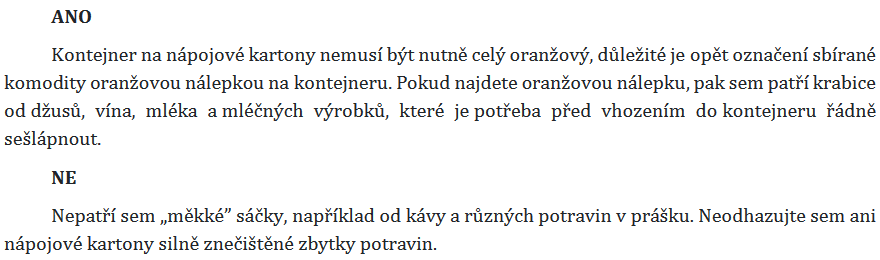 ANO
Kontejner na nápojové kartony nemusí být nutně celý oranžový, důležité je opět označení sbírané
komodity oranžovou nálepkou na kontejneru. Pokud najdete oranžovou nálepku, pak sem patří krabice
od džusů, vína, mléka a mléčných výrobků, které je potřeba před vhozením do kontejneru řádně
sešlápnout.
NE
Nepatří sem „měkké” sáčky, například od kávy a různých potravin v prášku. Neodhazujte sem ani
nápojové kartony silně znečištěné zbytky potravin.